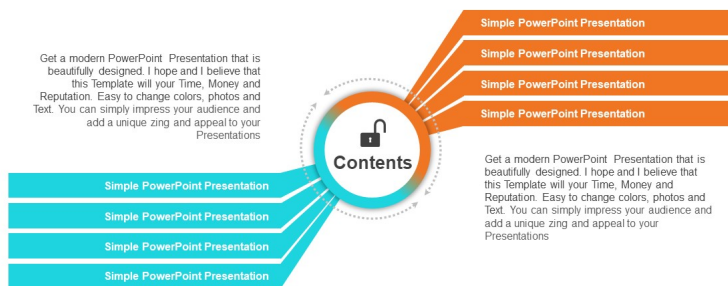 Simple PowerPoint Presentation
Simple PowerPoint Presentation
Simple PowerPoint Presentation
Simple PowerPoint Presentation
Get a modern PowerPoint Presentation that is
beautifully designed. I hope and I believe that
this Template will your Time, Money and
Reputation. Easy to change colors, photos and
Text. You can simply impress your audience and
add a unique zing and appeal to your
Presentations
Contents
Get a modern PowerPoint Presentation that is
beautifully designed. I hope and I believe that
this Template will your Time, Money and
Reputation. Easy to change colors, photos and
Text. You can simply impress your audience and
add a unique zing and appeal to your
Presentations
Simple PowerPoint Presentation
Simple PowerPoint Presentation
Simple PowerPoint Presentation
Simple PowerPoint Presentation